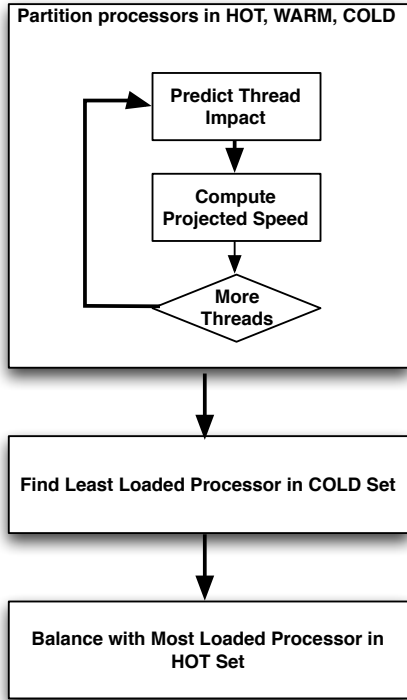 Partition processors in HOT, WARM, COLD
Predict Thread
Impact
Compute
Projected Speed
More
Threads
Find Least Loaded Processor in COLD Set
Balance with Most Loaded Processor in
HOT Set